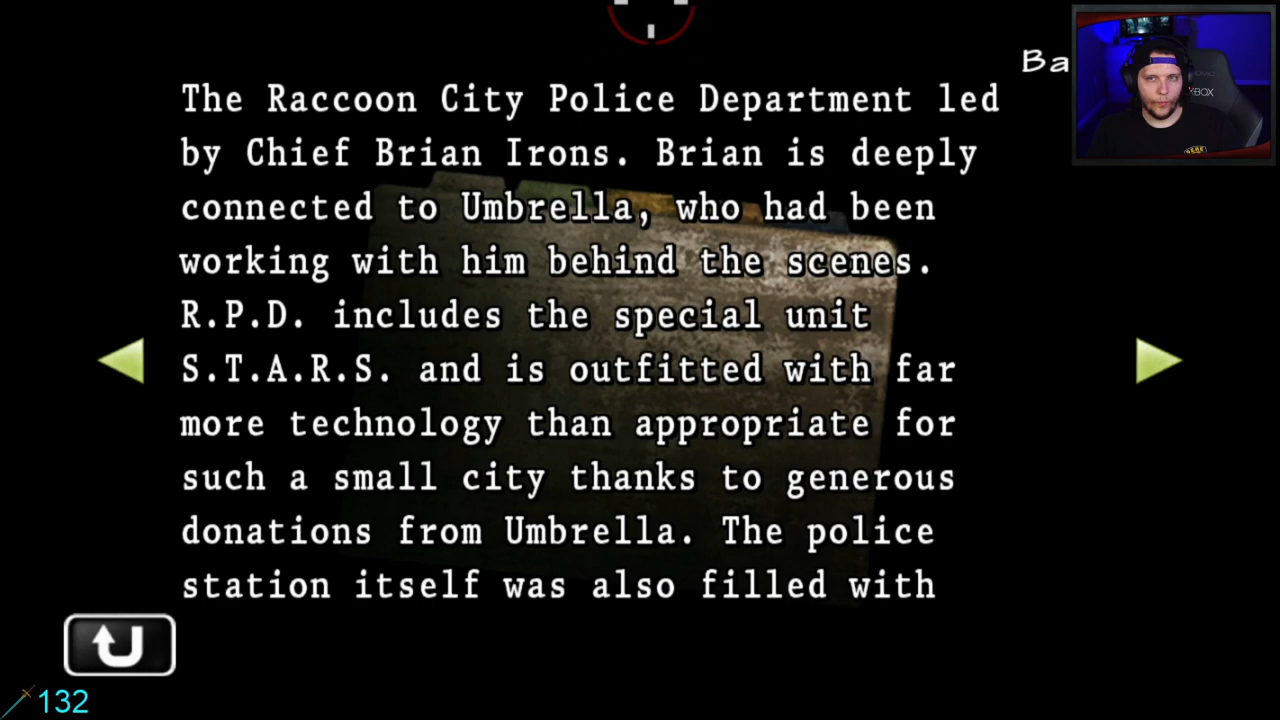 Ba
The Raccoon City Police Department led
by Chief Brian Irons. Brian is deeply
connected to Umbrella, who had been
working with him behind the scenes.
R.P.D. includes the special unit
S.T.A.R.S. and is outfitted with far
more technology than appropriate for
such a small city thanks to generous
donations from Umbrella. The police
station itself was also filled with
XBOX
132